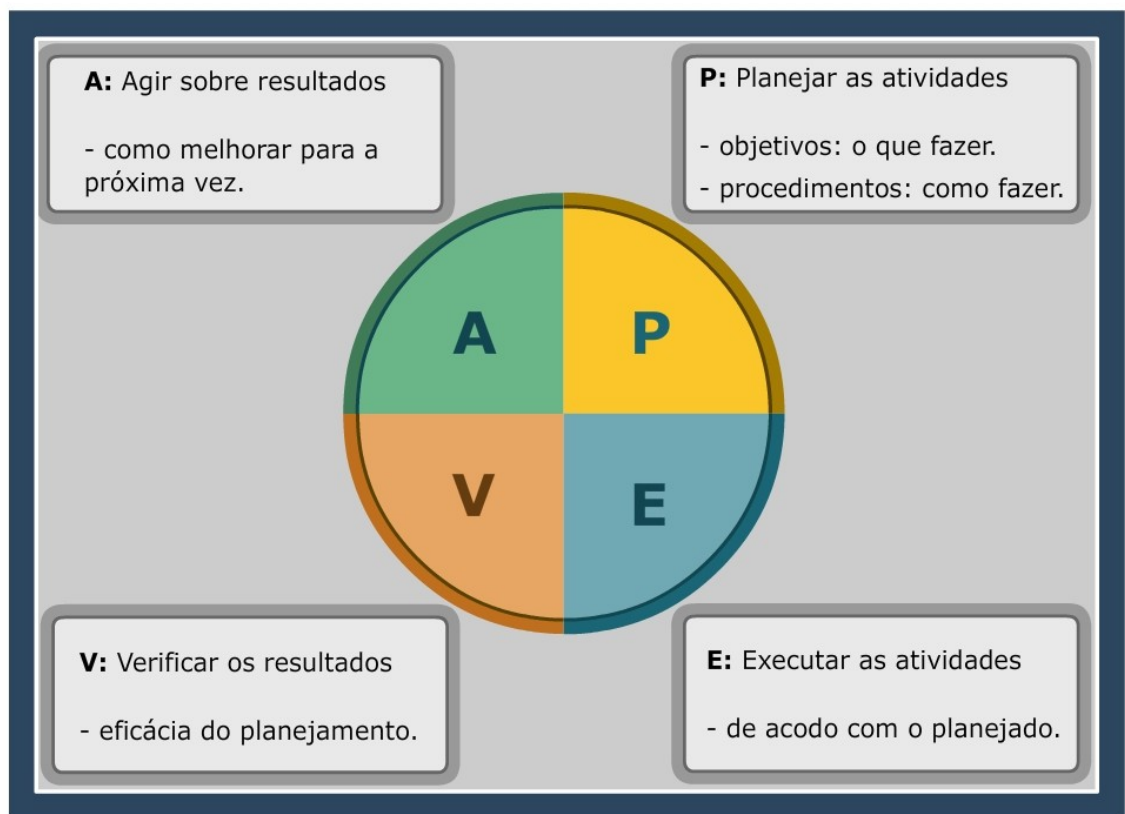 A: Agir sobre resultados
- como melhorar para a
próxima vez.
P: Planejar as atividades
- objetivos: o que fazer.
- procedimentos: como fazer.
A
P
V
E
V: Verificar os resultados
- eficácia do planejamento.
E: Executar as atividades
- de acodo com o planejado.